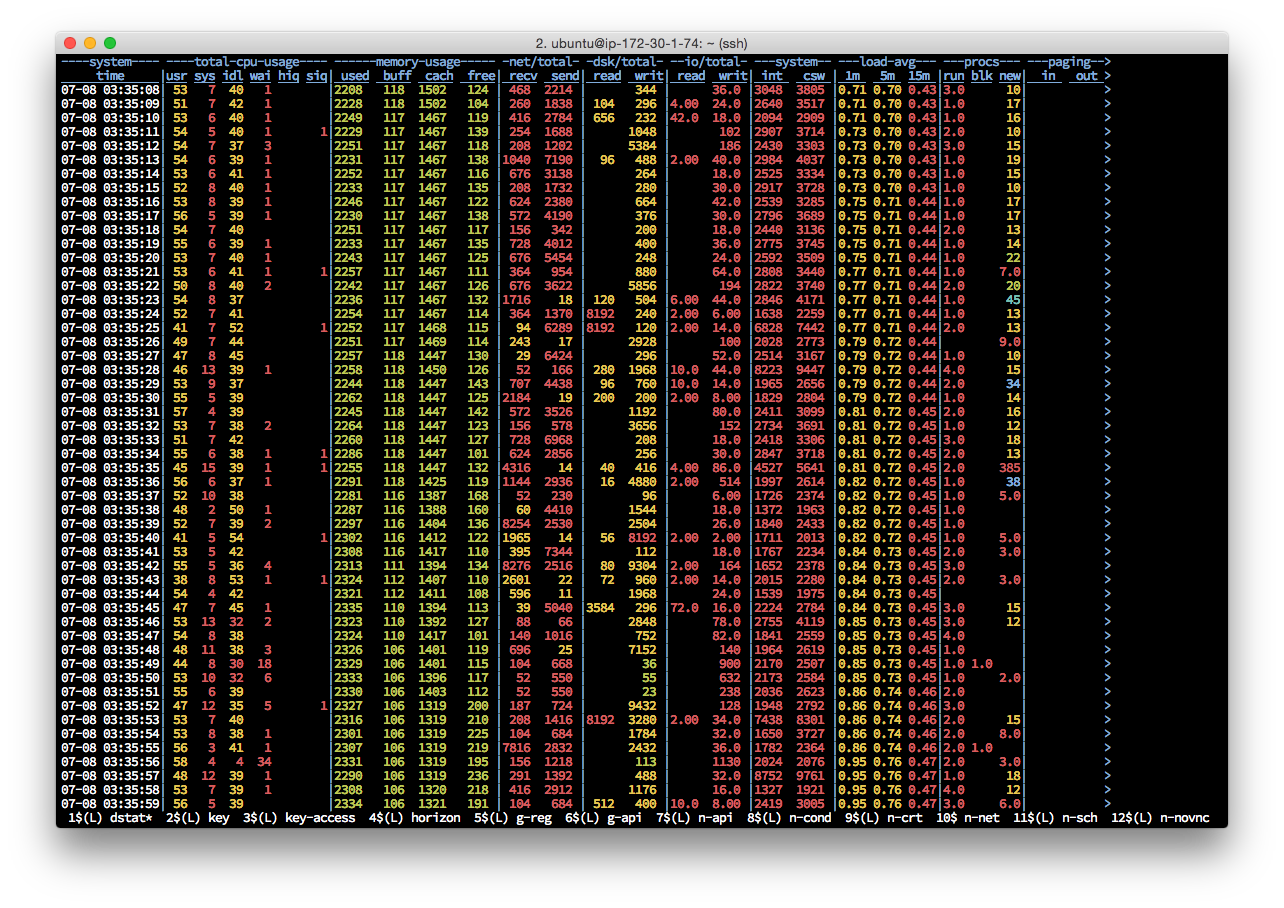 2. ubuntu@ip-172-30-1-74: ~ (ssh)
----system---- ----total-cpu-usage---- ------memory-usage----- -net/total- -dsk/total- --io/total- ---system-- ---load-avg--- ---procs--- ---paging-->
time |usr sys idl wai hiq siq| used buff cach free| recv send| read writ| read writ| int csw | 1m 5m 15m |run blk new| in out >
07-08 03:35:08| 53 7 40 1 |2208 118 1502 124 | 468 2214 | 344 | 36.0 |3048 3805 |0.71 0.70 0.43|3.0 10| >
07-08 03:35:09| 51 7 42 1 |2228 118 1502 104 | 260 1838 | 104 296 |4.00 24.0 |2640 3517 |0.71 0.70 0.43|1.0 17| >
07-08 03:35:10| 53 6 40 1 |2249 117 1467 119 | 416 2784 | 656 232 |42.0 18.0 |2094 2909 |0.71 0.70 0.43|1.0 16| >
07-08 03:35:11| 54 5 40 1 1|2229 117 1467 139 | 254 1688 | 1048 | 102 |2907 3714 |0.73 0.70 0.43|2.0 10| >
07-08 03:35:12| 54 7 37 3 |2251 117 1467 118 | 208 1202 | 5384 | 186 |2430 3303 |0.73 0.70 0.43|3.0 15| >
07-08 03:35:13| 54 6 39 1 |2231 117 1467 138 |1040 7190 | 96 488 |2.00 40.0 |2984 4037 |0.73 0.70 0.43|1.0 19| >
07-08 03:35:14| 53 6 41 1 |2251 117 1467 116 | 676 3138 | 264 | 18.0 |2525 3334 |0.73 0.70 0.43|1.0 15| >
07-08 03:35:15| 52 8 40 1 |2233 117 1467 135 | 208 1732 | 280 | 30.0 |2917 3728 |0.73 0.70 0.43|1.0 10| >
07-08 03:35:16| 53 8 39 1 |2246 117 1467 122 | 624 2380 | 664 | 42.0 |2539 3285 |0.75 0.71 0.44|1.0 17| >
07-08 03:35:17| 56 5 39 1 |2230 117 1467 138 | 572 4190 | 376 | 30.0 |2796 3689 |0.75 0.71 0.44|1.0 17| >
07-08 03:35:18| 54 7 40 |2251 117 1467 117 | 156 342 | 200 | 18.0 |2440 3136 |0.75 0.71 0.44|2.0 13| >
07-08 03:35:19| 55 6 39 1 |2233 117 1467 135 | 728 4012 | 400 | 36.0 |2775 3745 |0.75 0.71 0.44|1.0 14| >
07-08 03:35:20| 53 7 40 1 |2243 117 1467 125 | 676 5454 | 248 | 24.0 |2592 3509 |0.75 0.71 0.44|1.0 22| >
07-08 03:35:21| 53 6 41 1 1|2257 117 1467 111 | 364 954 | 880 | 64.0 |2808 3440 |0.77 0.71 0.44|1.0 7.0| >
07-08 03:35:22| 50 8 40 2 |2242 117 1467 126 | 676 3622 | 5856 | 194 |2822 3740 |0.77 0.71 0.44|2.0 20| >
07-08 03:35:23| 54 8 37 |2236 117 1467 132 |1716 18 | 120 504 |6.00 44.0 |2846 4171 |0.77 0.71 0.44|1.0 45| >
07-08 03:35:24| 52 7 41 |2254 117 1467 114 | 364 1370 |8192 240 |2.00 6.00 |1638 2259 |0.77 0.71 0.44|1.0 13| >
07-08 03:35:25| 41 7 52 1|2252 117 1468 115 | 94 6289 |8192 120 |2.00 14.0 |6828 7442 |0.77 0.71 0.44|2.0 13| >
07-08 03:35:26| 49 7 44 |2251 117 1469 114 | 243 17 | 2928 | 100 |2028 2773 |0.79 0.72 0.44| 9.0| >
07-08 03:35:27| 47 8 45 |2257 118 1447 130 | 29 6424 | 296 | 52.0 |2514 3167 |0.79 0.72 0.44|1.0 10| >
07-08 03:35:28| 46 13 39 1 |2258 118 1450 126 | 52 166 | 280 1968 |10.0 44.0 |8223 9447 |0.79 0.72 0.44|4.0 15| >
07-08 03:35:29| 53 9 37 |2244 118 1447 143 | 707 4438 | 96 760 |10.0 14.0 |1965 2656 |0.79 0.72 0.44|2.0 34| >
07-08 03:35:30| 55 5 39 |2262 118 1447 125 |2184 19 | 200 200 |2.00 8.00 |1829 2804 |0.79 0.72 0.44|1.0 14| >
07-08 03:35:31| 57 4 39 |2245 118 1447 142 | 572 3526 | 1192 | 80.0 |2411 3099 |0.81 0.72 0.45|2.0 16| >
07-08 03:35:32| 53 7 38 2 |2264 118 1447 123 | 156 578 | 3656 | 152 |2734 3691 |0.81 0.72 0.45|1.0 12| >
07-08 03:35:33| 51 7 42 |2260 118 1447 127 | 728 6968 | 208 | 18.0 |2418 3306 |0.81 0.72 0.45|3.0 18| >
07-08 03:35:34| 55 6 38 1 1|2286 118 1447 101 | 624 2856 | 256 | 30.0 |2847 3718 |0.81 0.72 0.45|2.0 13| >
07-08 03:35:35| 45 15 39 1 1|2255 118 1447 132 |4316 14 | 40 416 |4.00 86.0 |4527 5641 |0.81 0.72 0.45|2.0 385| >
07-08 03:35:36| 56 6 37 1 |2291 118 1425 119 |1144 2936 | 16 4880 |2.00 514 |1997 2614 |0.82 0.72 0.45|1.0 38| >
07-08 03:35:37| 52 10 38 |2281 116 1387 168 | 52 230 | 96 | 6.00 |1726 2374 |0.82 0.72 0.45|1.0 5.0| >
07-08 03:35:38| 48 2 50 1 |2287 116 1388 160 | 60 4410 | 1544 | 18.0 |1372 1963 |0.82 0.72 0.45|1.0 | >
07-08 03:35:39| 52 7 39 2 |2297 116 1404 136 |8254 2530 | 2504 | 26.0 |1840 2433 |0.82 0.72 0.45|1.0 | >
07-08 03:35:40| 41 5 54 1|2302 116 1412 122 |1965 14 | 56 8192 |2.00 2.00 |1711 2013 |0.82 0.72 0.45|1.0 5.0| >
07-08 03:35:41| 53 5 42 |2308 116 1417 110 | 395 7344 | 112 | 18.0 |1767 2234 |0.84 0.73 0.45|2.0 3.0| >
07-08 03:35:42| 55 5 36 4 |2313 111 1394 134 |8276 2516 | 80 9304 |2.00 164 |1652 2378 |0.84 0.73 0.45|3.0 | >
07-08 03:35:43| 38 8 53 1 1|2324 112 1407 110 |2601 22 | 72 960 |2.00 14.0 |2015 2280 |0.84 0.73 0.45|2.0 3.0| >
07-08 03:35:44| 54 4 42 |2321 112 1411 108 | 596 11 | 1968 | 24.0 |1539 1975 |0.84 0.73 0.45| | >
07-08 03:35:45| 47 7 45 1 |2335 110 1394 113 | 39 5040 |3584 296 |72.0 16.0 |2224 2784 |0.84 0.73 0.45|3.0 15| >
07-08 03:35:46| 53 13 32 2 |2323 110 1392 127 | 88 66 | 2848 | 78.0 |2755 4119 |0.85 0.73 0.45|3.0 12| >
07-08 03:35:47| 54 8 38 |2324 110 1417 101 | 140 1016 | 752 | 82.0 |1841 2559 |0.85 0.73 0.45|4.0 | >
07-08 03:35:48| 48 11 38 3 |2329 106 1401 116 | 696 25 | 7152 | 140 |1964 2619 |0.85 0.73 0.45|1.0 | >
07-08 03:35:49| 44 8 30 18 |2329 106 1401 115 | 104 668 | 36 | 900 |2170 2507 |0.85 0.73 0.45|1.0 1.0 | >
07-08 03:35:50| 53 10 32 6 |2333 106 1396 117 | 52 550 | 55 | 632 |2173 2584 |0.85 0.73 0.45|1.0 2.0| >
07-08 03:35:51| 55 6 39 |2330 106 1403 112 | 52 550 | 23 | 238 |2036 2623 |0.86 0.74 0.46|2.0 | >
07-08 03:35:52| 47 12 35 5 1|2327 106 1319 200 | 187 724 | 9432 | 128 |1948 2792 |0.86 0.74 0.46|3.0 | >
07-08 03:35:53| 53 7 40 |2316 106 1319 210 | 208 1416 |8192 3280 |2.00 34.0 |7438 8301 |0.86 0.74 0.46|2.0 15| >
07-08 03:35:54| 53 8 38 1 |2301 106 1319 225 | 104 684 | 1784 | 32.0 |1650 3727 |0.86 0.74 0.46|2.0 8.0| >
07-08 03:35:55| 56 3 41 1 |2307 106 1319 219 |7816 2832 | 2432 | 36.0 |1782 2364 |0.86 0.74 0.46|2.0 1.0 | >
07-08 03:35:56| 58 4 4 34 |2331 106 1319 195 | 156 1218 | 113 | 1130 |2024 2076 |0.95 0.76 0.47|2.0 3.0| >
07-08 03:35:57| 48 12 39 1 |2290 106 1319 236 | 291 1392 | 488 | 32.0 |8752 9761 |0.95 0.76 0.47|1.0 18| >
07-08 03:35:58| 53 7 39 1 |2308 106 1320 218 | 416 2912 | 1176 | 16.0 |1327 1921 |0.95 0.76 0.47|4.0 12| >
07-08 03:35:59| 56 5 39 |2334 106 1321 191 | 104 684 | 512 400 |10.0 8.00 |2419 3005 |0.95 0.76 0.47|3.0 6.0| >
1$(L) dstat* 2$(L) key 3$(L) key-access 4$(L) horizon 5$(L) g-reg 6$(L) g-api 7$(L) n-api 8$(L) n-cond 9$(L) n-crt 10$ n-net 11$(L) n-sch 12$(L) n-novnc